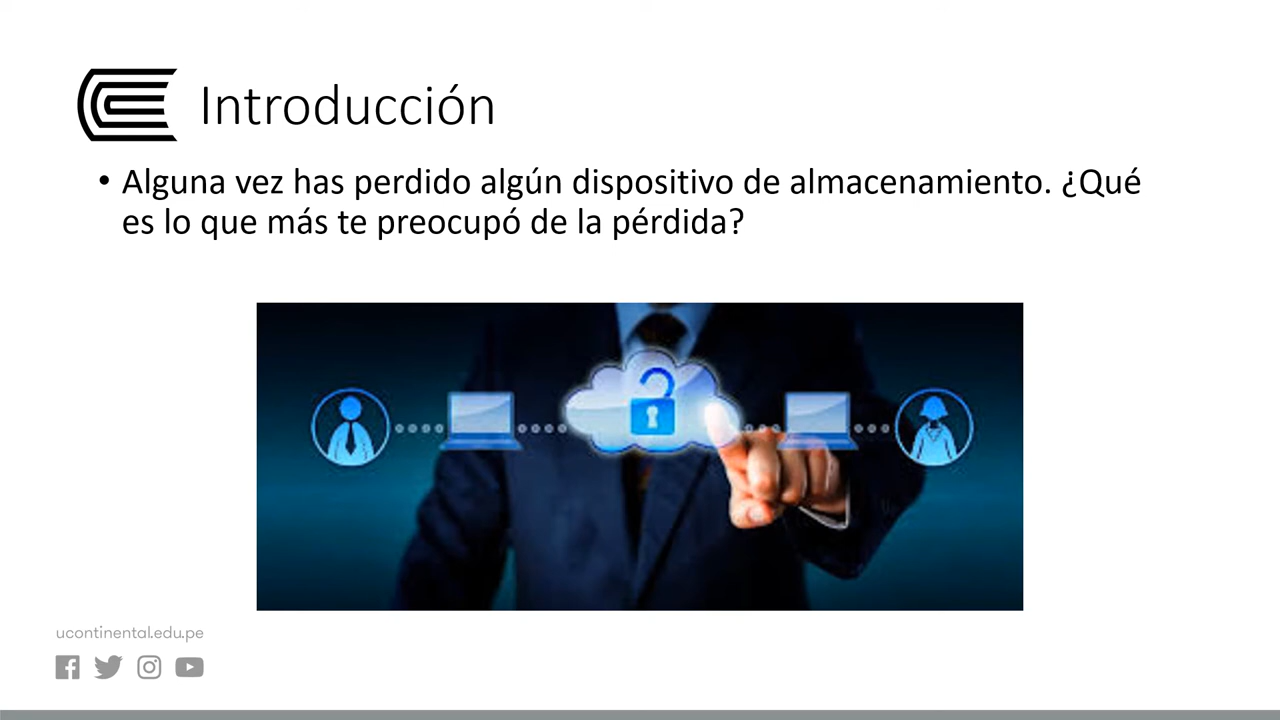 Introducción
• Alguna vez has perdido algún dispositivo de almacenamiento. ¿Qué
es lo que más te preocupó de la pérdida?
ucontinental.edu.pe